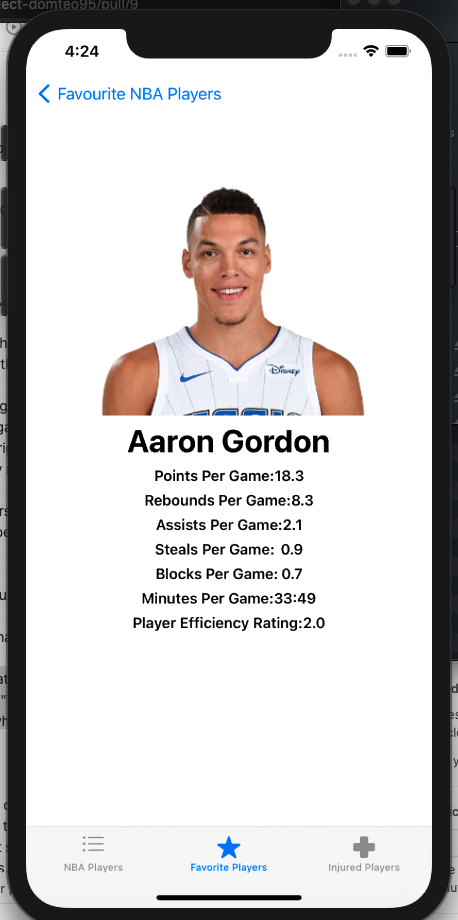 ject-domteo95/pull/9
4:24
Favourite NBA Players
Disney
Aaron Gordon
Points Per Game:18.3
Rebounds Per Game:8.3
Assists Per Game:2.1
Steals Per Game: 0.9
Blocks Per Game: 0.7
Minutes Per Game:33:49
Player Efficiency Rating:2.0
NBA Players
Favorite Players
Injured Players